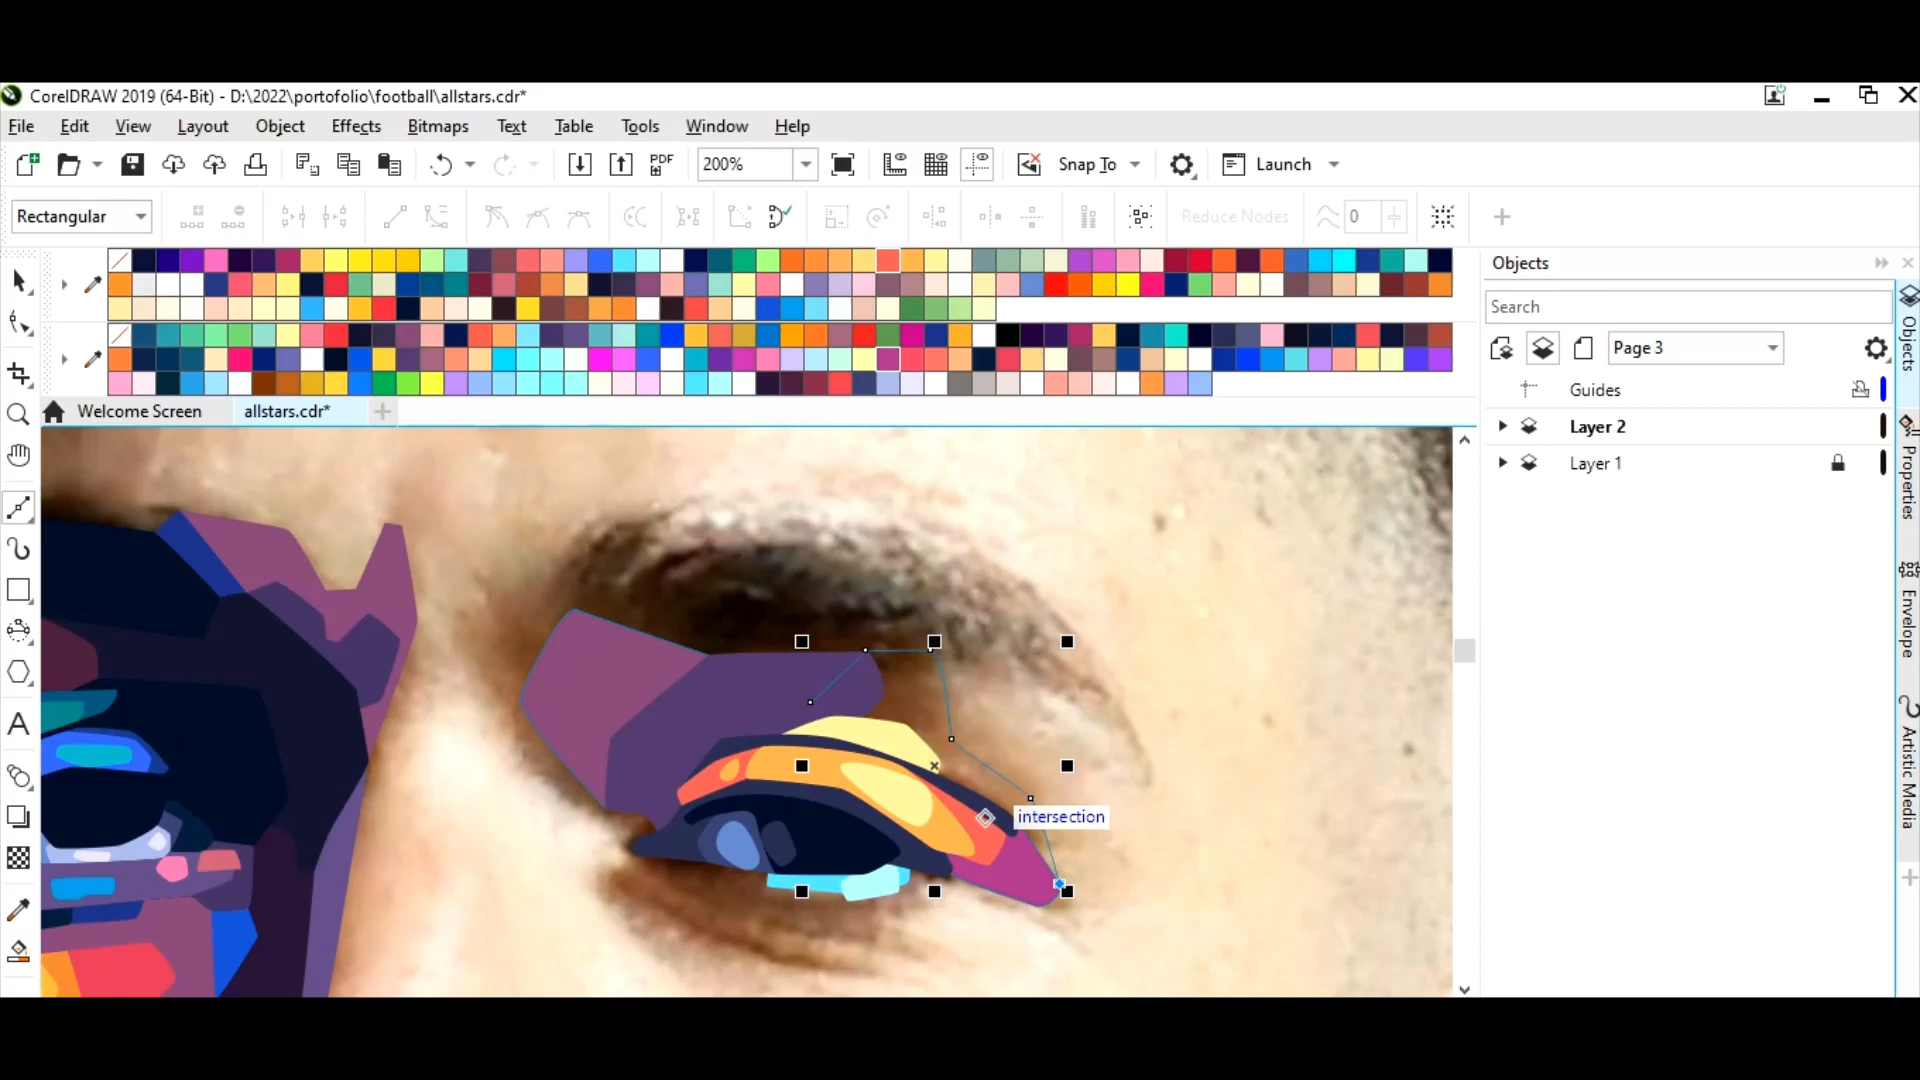 CorelDRAW 2019 (64-Bit) - D:\2022\portofolio\football\allstars.cdr*
File Edit View Layout Object Effects Bitmaps Text Table Tools Window Help
PDF 200% Snap To Launch
Rectangular Reduce Nodes 0
Objects
Search
Page 3
Guides
Layer 2
Layer 1
Welcome Screen allstars.cdr*
intersection
A
Objects
Properties
Envelope
Artistic Media